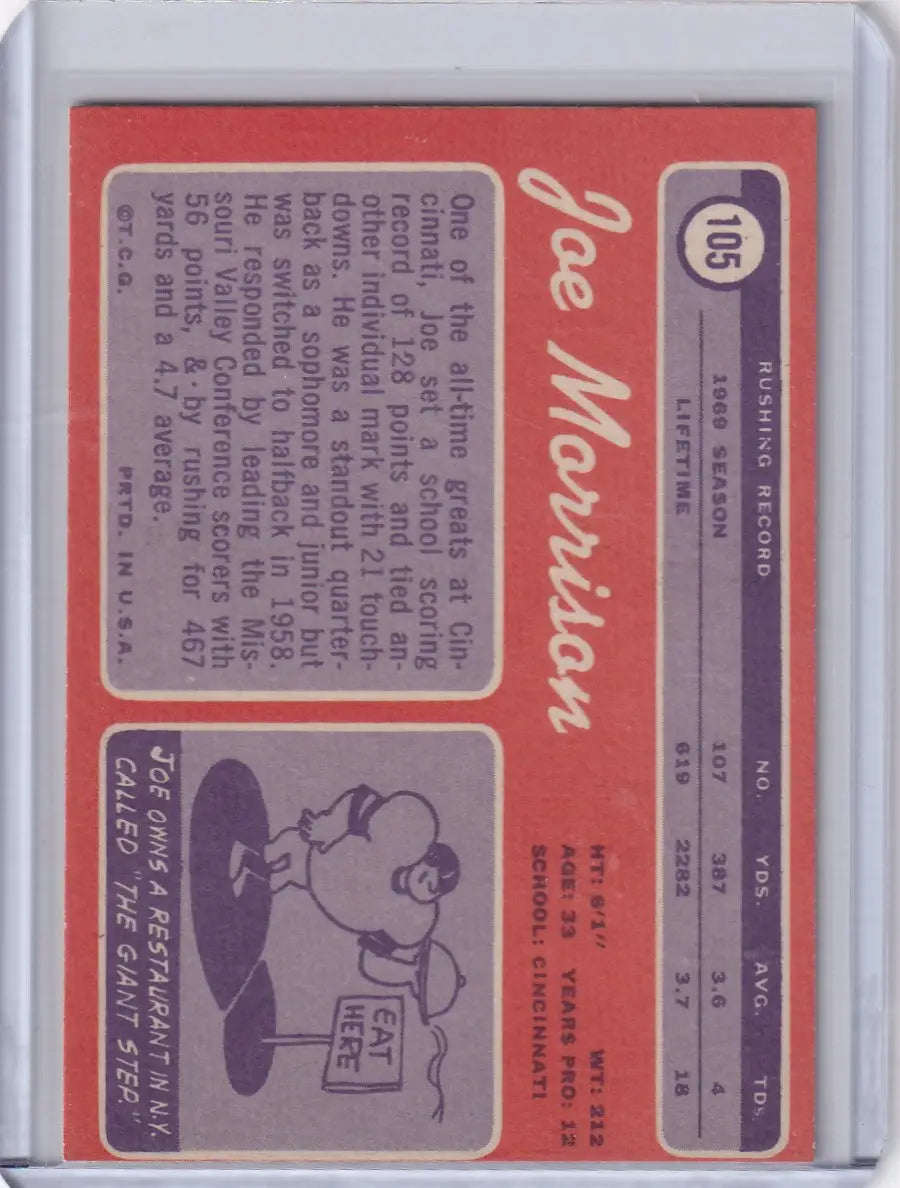 105
RUSHING RECORD NO. YDS. AVG. TDS.
1969 SEASON 107 387 3.6 4
LIFETIME 619 2282 3.7 18
Joe Morrison
HT: 6'1" WT: 212
AGE: 33 YEARS PRO: 12
SCHOOL: CINCINNATI
One of the all-time greats at Cin-
cinnati, Joe set a school scoring
record of 128 points and tied an-
other individual mark with 21 touch-
downs. He was a standout quarter-
back as a sophomore and junior but
was switched to halfback in 1958.
He responded by leading the Mis-
souri Valley Conference scorers with
56 points, & by rushing for 467
yards and a 4.7 average.
©T.C.G. PRTD. IN U.S.A.
EAT
HERE
JOE OWNS A RESTAURANT IN N.Y.
CALLED "THE GIANT STEP."